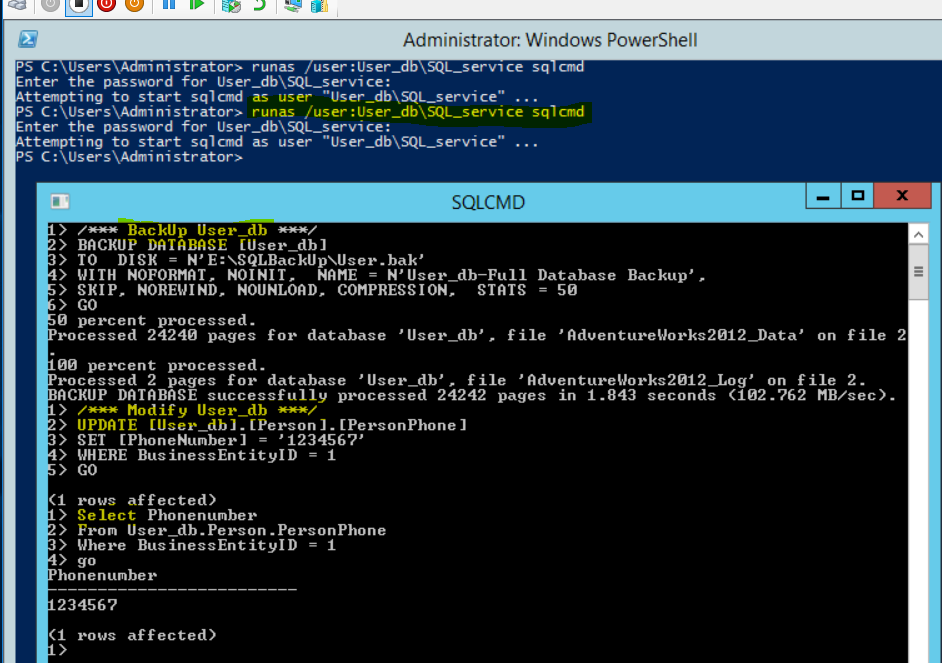 Administrator: Windows PowerShell
PS C:\Users\Administrator> runas /user:User_db\SQL_service sqlcmd
Enter the password for User_db\SQL_service:
Attempting to start sqlcmd as user "User_db\SQL_service" ...
PS C:\Users\Administrator> runas /user:User_db\SQL_service sqlcmd
Enter the password for User_db\SQL_service:
Attempting to start sqlcmd as user "User_db\SQL_service" ...
PS C:\Users\Administrator>
SQLCMD
1> /*** BackUp User_db ***/
2> BACKUP DATABASE [User_db]
3> TO  DISK = N'E:\SQLBackUp\User.bak'
4> WITH NOFORMAT, NOINIT,  NAME = N'User_db-Full Database Backup',
5> SKIP, NOREWIND, NOUNLOAD, COMPRESSION,  STATS = 50
6> GO
50 percent processed.
Processed 24240 pages for database 'User_db', file 'AdventureWorks2012_Data' on file 2
.
100 percent processed.
Processed 2 pages for database 'User_db', file 'AdventureWorks2012_Log' on file 2.
BACKUP DATABASE successfully processed 24242 pages in 1.843 seconds (102.762 MB/sec).
1> /*** Modify User_db ***/
2> UPDATE [User_db].[Person].[PersonPhone]
3> SET [PhoneNumber] = '1234567'
4> WHERE BusinessEntityID = 1
5> GO
(1 rows affected)
1> Select Phonenumber
2> From User_db.Person.PersonPhone
3> Where BusinessEntityID = 1
4> go
Phonenumber
-------------------------
1234567
(1 rows affected)
1>